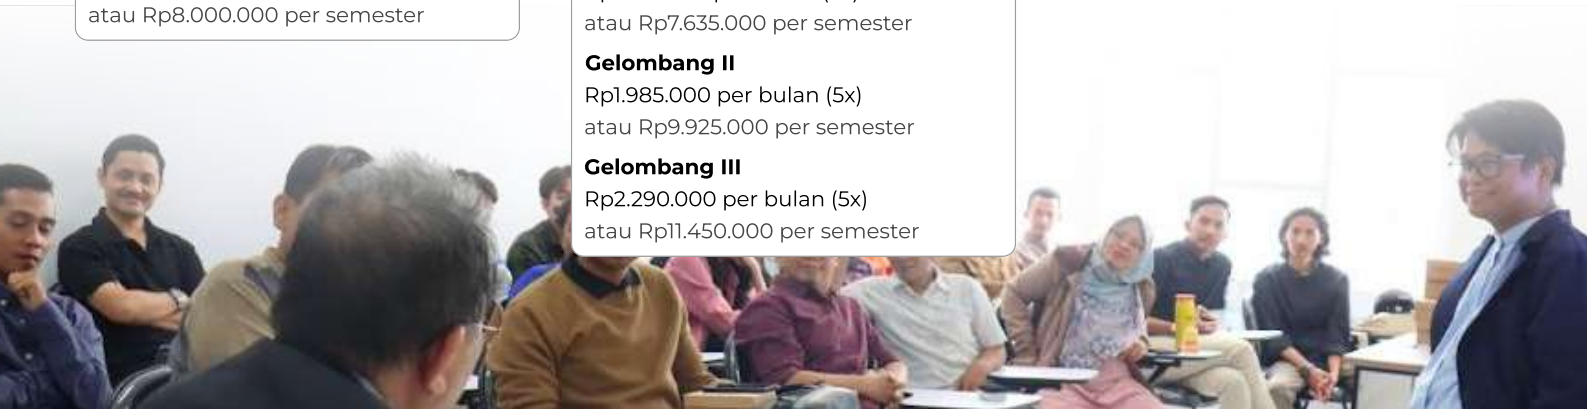 atau Rp8.000.000 per semester
atau Rp7.635.000 per semester
Gelombang II
Rp1.985.000 per bulan (5x)
atau Rp9.925.000 per semester
Gelombang III
Rp2.290.000 per bulan (5x)
atau Rp11.450.000 per semester